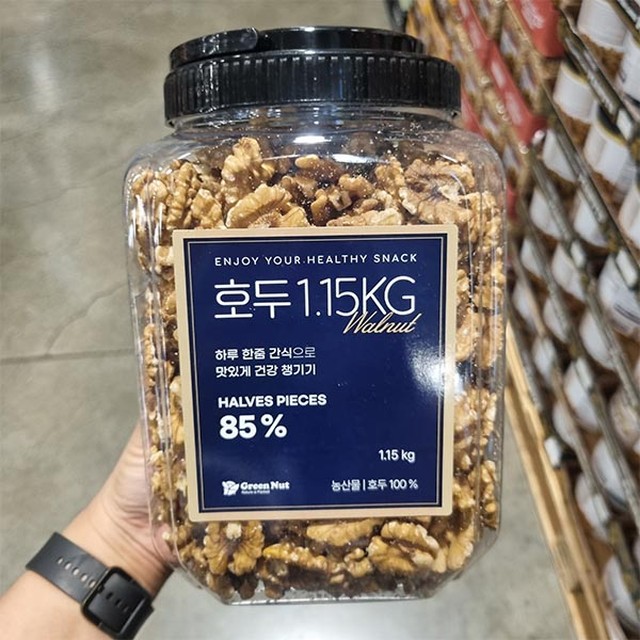 ENJOY YOUR HEALTHY SNACK
호두 1.15KG
Walnut
하루 한줌 간식으로
맛있게 건강 챙기기
HALVES PIECES
85%
1.15 kg
Green Nut
농산물 | 호두 100 %